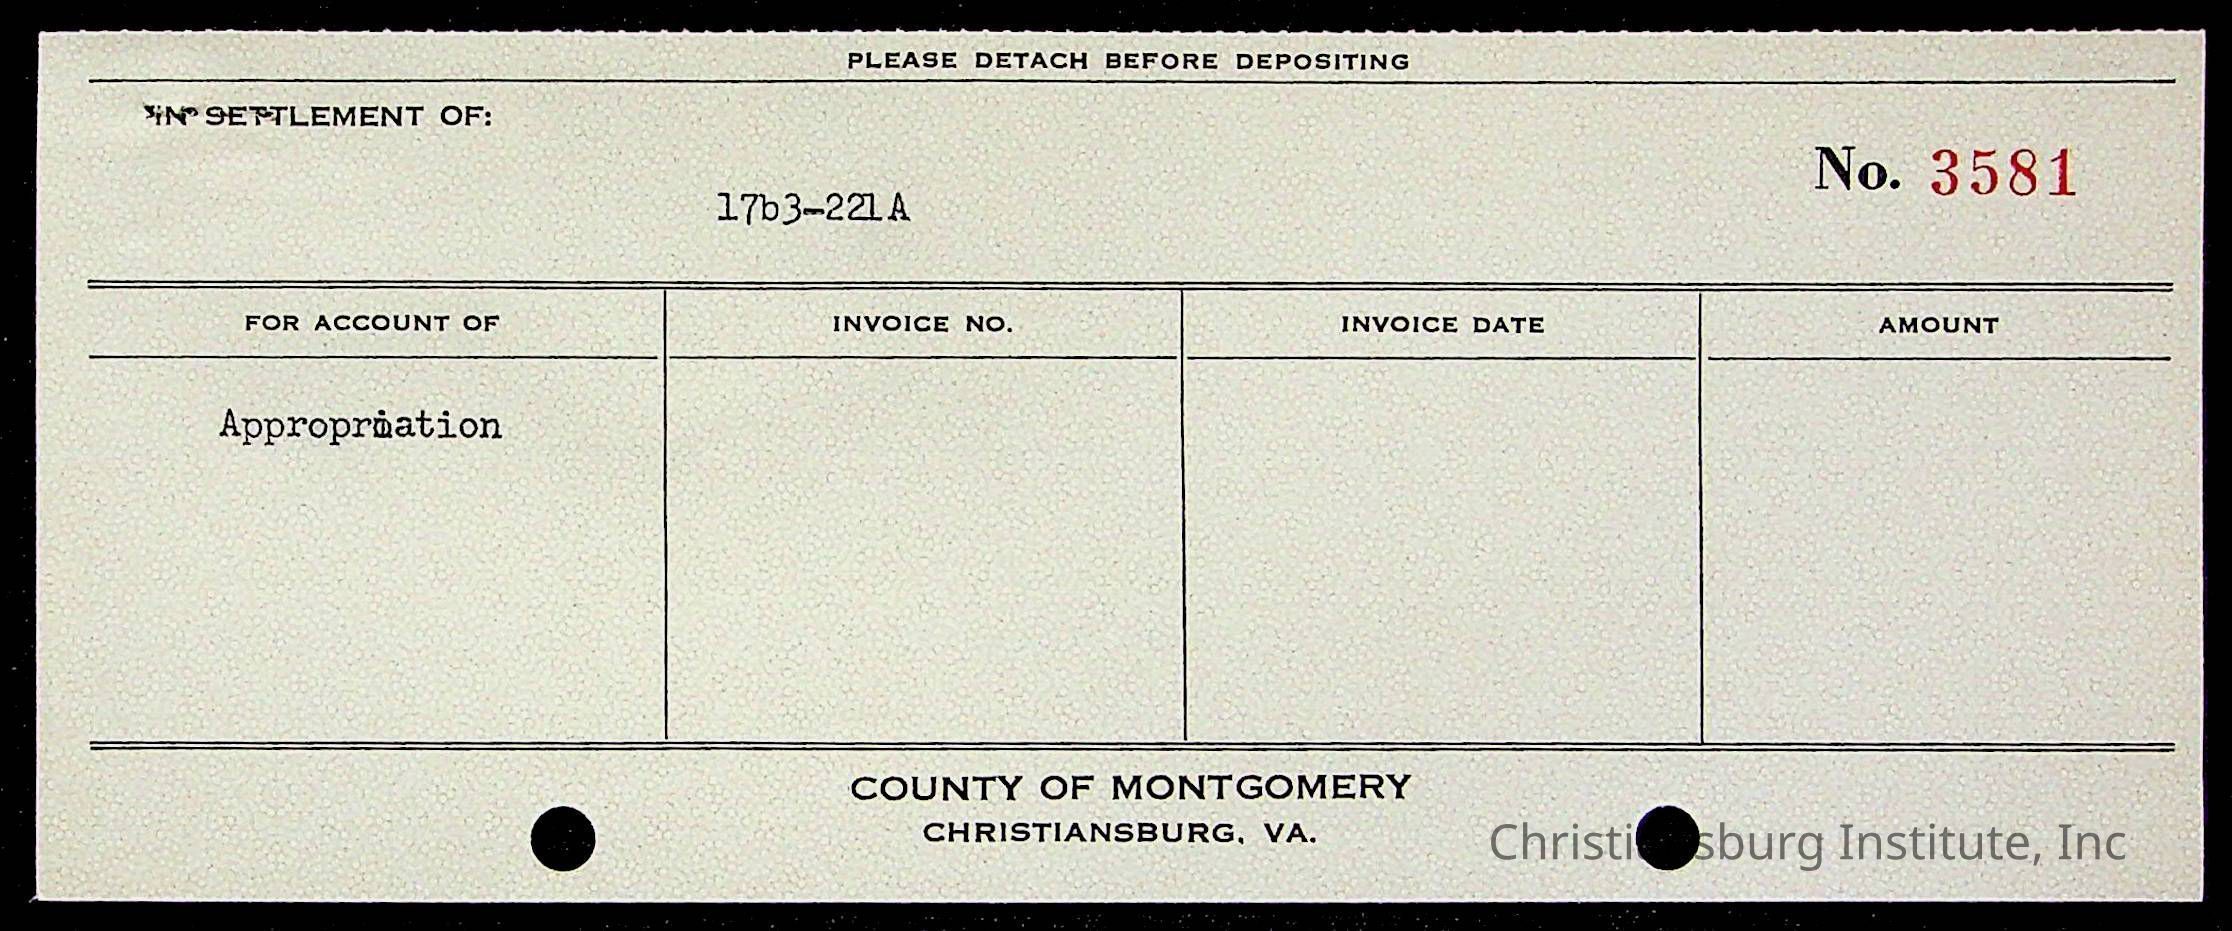 PLEASE DETACH BEFORE DEPOSITING
IN SETTLEMENT OF:
No. 3581
17b3-221A
FOR ACCOUNT OF INVOICE NO. INVOICE DATE AMOUNT
Appropriation
COUNTY OF MONTGOMERY
CHRISTIANSBURG, VA.
Christiansburg Institute, Inc